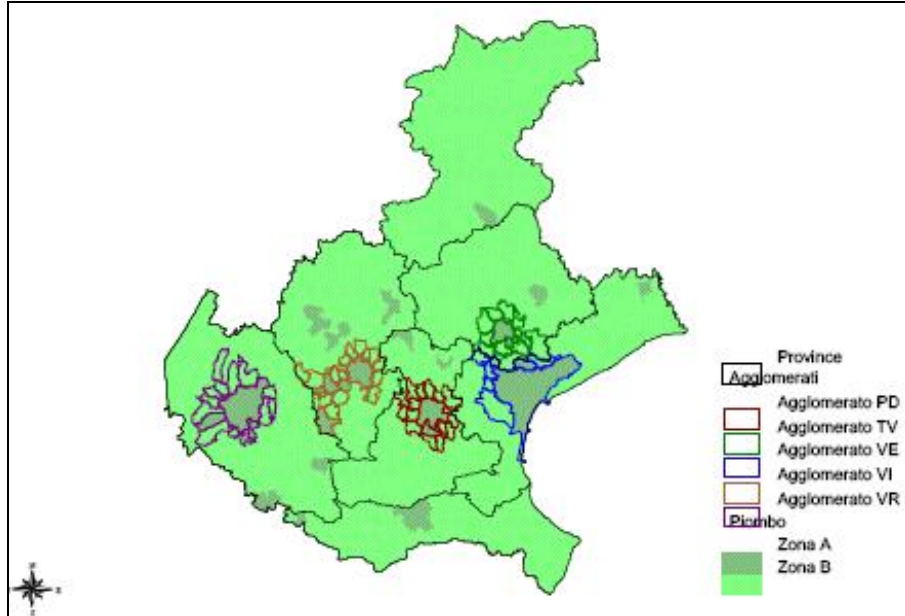 Province
Agglomerati
Agglomerato PD
Agglomerato TV
Agglomerato VE
Agglomerato VI
Agglomerato VR
Piombo
Zona A
Zona B